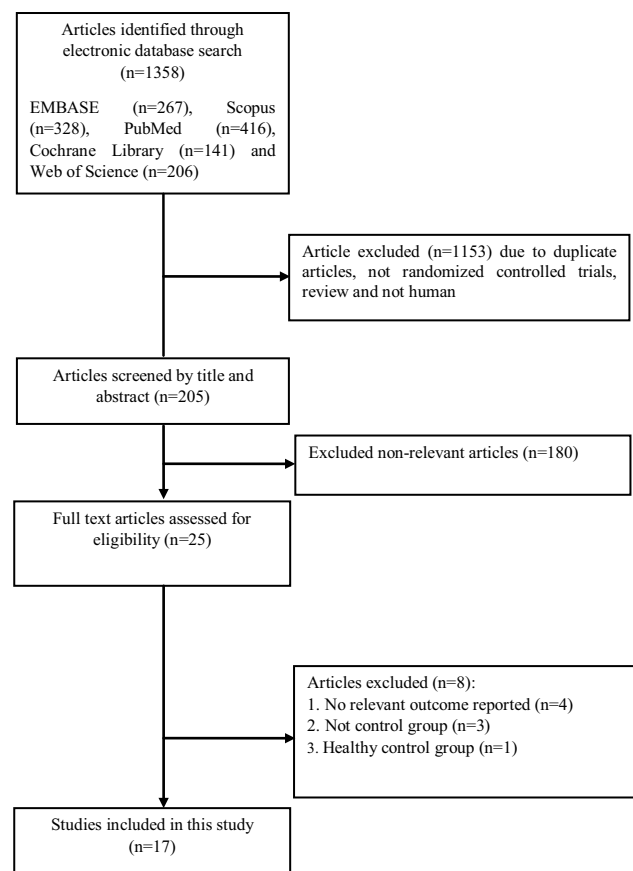 Articles identified through
electronic database search
(n=1358)
EMBASE (n=267), Scopus
(n=328), PubMed (n=416),
Cochrane Library (n=141) and
Web of Science (n=206)
Article excluded (n=1153) due to duplicate
articles, not randomized controlled trials,
review and not human
Articles screened by title and
abstract (n=205)
Excluded non-relevant articles (n=180)
Full text articles assessed for
eligibility (n=25)
Articles excluded (n=8):
1. No relevant outcome reported (n=4)
2. Not control group (n=3)
3. Healthy control group (n=1)
Studies included in this study
(n=17)